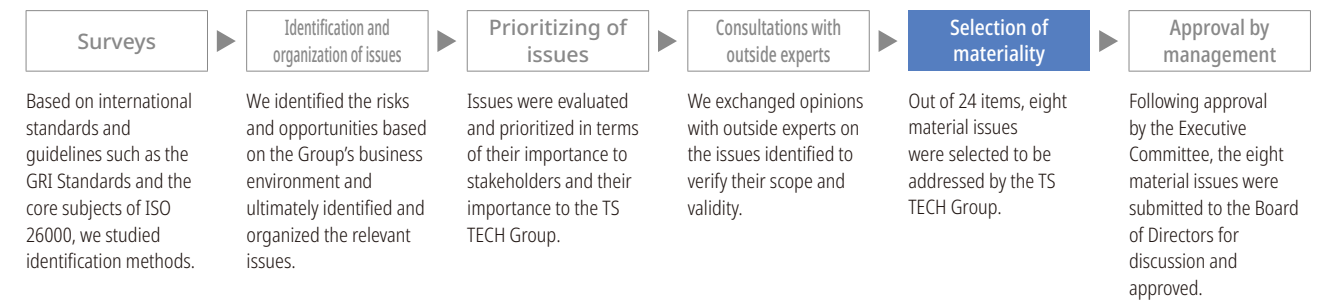 Surveys
Based on international
standards and
guidelines such as the
GRI Standards and the
core subjects of ISO
26000, we studied
identification methods.
Identification and
organization of issues
We identified the risks
and opportunities based
on the Group’s business
environment and
ultimately identified and
organized the relevant
issues.
Prioritizing of
issues
Issues were evaluated
and prioritized in terms
of their importance to
stakeholders and their
importance to the TS
TECH Group.
Consultations with
outside experts
We exchanged opinions
with outside experts on
the issues identified to
verify their scope and
validity.
Selection of
materiality
Out of 24 items, eight
material issues
were selected to be
addressed by the TS
TECH Group.
Approval by
management
Following approval
by the Executive
Committee, the eight
material issues were
submitted to the Board
of Directors for
discussion and
approved.